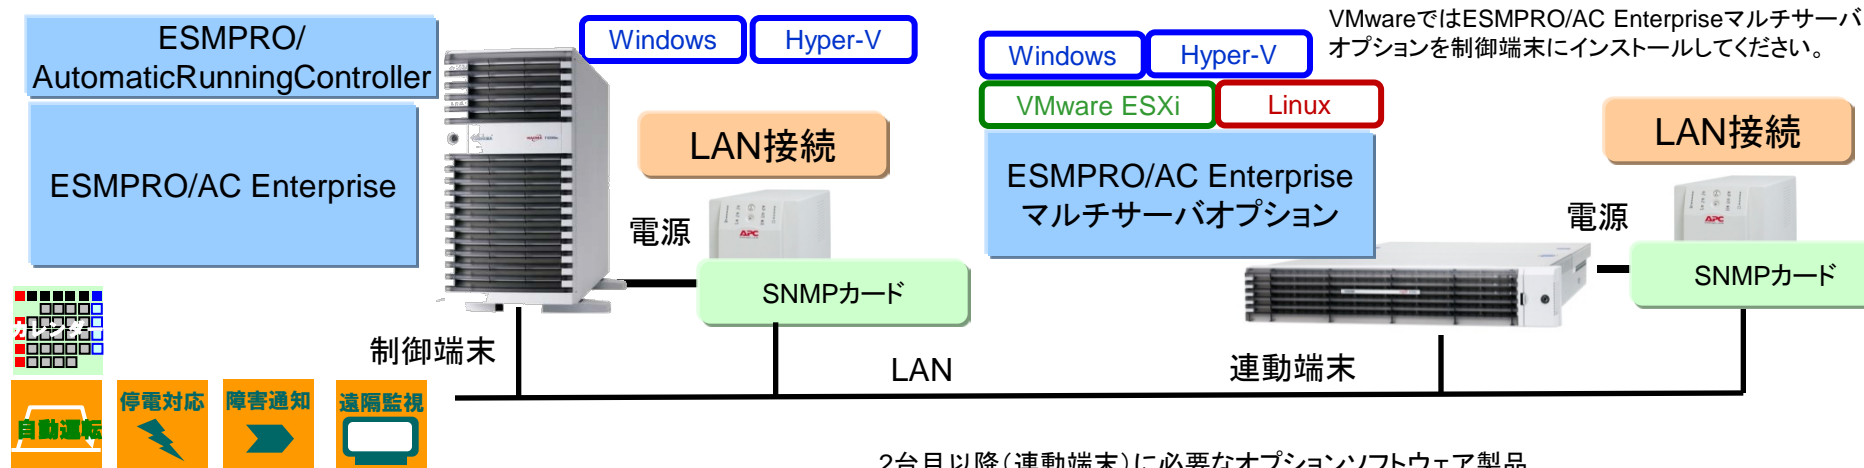 ESMPRO/
AutomaticRunningController
ESMPRO/AC Enterprise
Windows
Hyper-V
LAN接続
電源
APC
SNMPカード
制御端末
カレンダー
自動運転
停電対応
障害通知
遠隔監視
LAN
VMwareではESMPRO/AC Enterpriseマルチサーバ
オプションを制御端末にインストールしてください。
Windows
Hyper-V
VMware ESXi
Linux
ESMPRO/AC Enterprise
マルチサーバオプション
LAN接続
電源
APC
SNMPカード
連動端末
2台目以降(連動端末)に必要なオプションソフトウェア製品